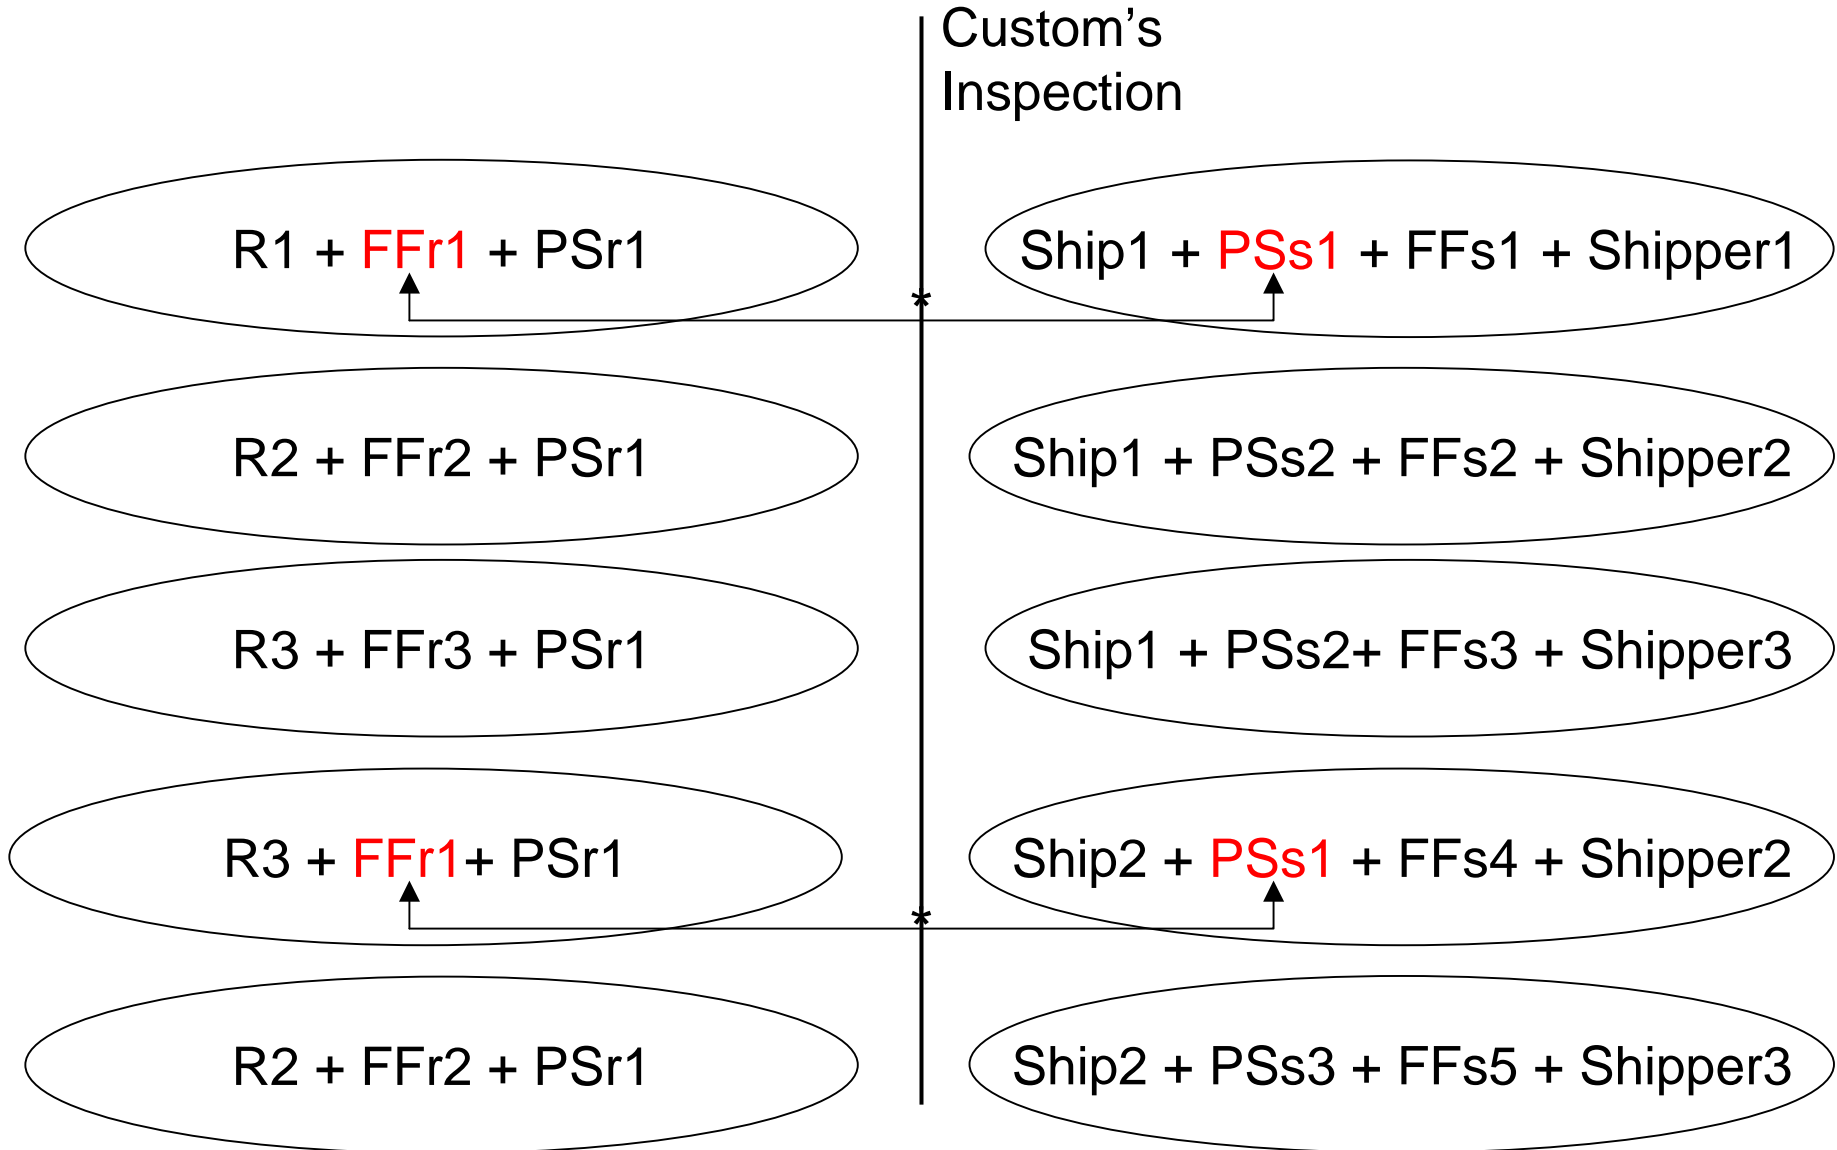 Custom's
Inspection
R1 + FFr1 + PSr1
Ship1 + PSs1 + FFs1 + Shipper1
*
R2 + FFr2 + PSr1
Ship1 + PSs2 + FFs2 + Shipper2
R3 + FFr3 + PSr1
Ship1 + PSs2+ FFs3 + Shipper3
R3 + FFr1+ PSr1
Ship2 + PSs1 + FFs4 + Shipper2
*
R2 + FFr2 + PSr1
Ship2 + PSs3 + FFs5 + Shipper3